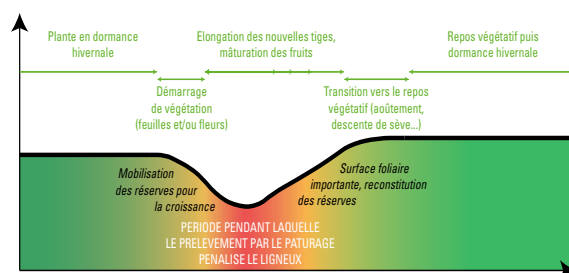 Plante en dormance
hivernale
Elongation des nouvelles tiges,
mâturation des fruits
Repos végétatif puis
dormance hivernale
Démarrage
de végétation
(feuilles et/ou fleurs)
Transition vers le repos
végétatif (aoûtement,
descente de sève...)
Mobilisation
des réserves pour
la croissance
Surface foliaire
importante, reconstitution
des réserves
PERIODE PENDANT LAQUELLE
LE PRELEVEMENT PAR LE PATURAGE
PENALISE LE LIGNEUX